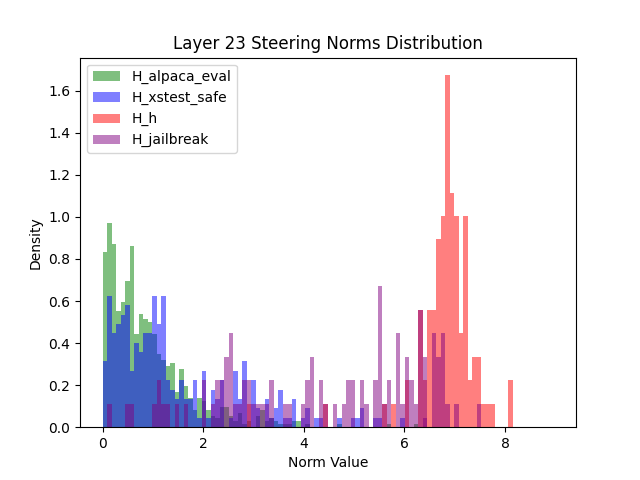 Layer 23 Steering Norms Distribution
H_alpaca_eval
H_xstest_safe
H_h
H_jailbreak
Density
1.6
1.4
1.2
1.0
0.8
0.6
0.4
0.2
0.0
0 2 4 6 8
Norm Value